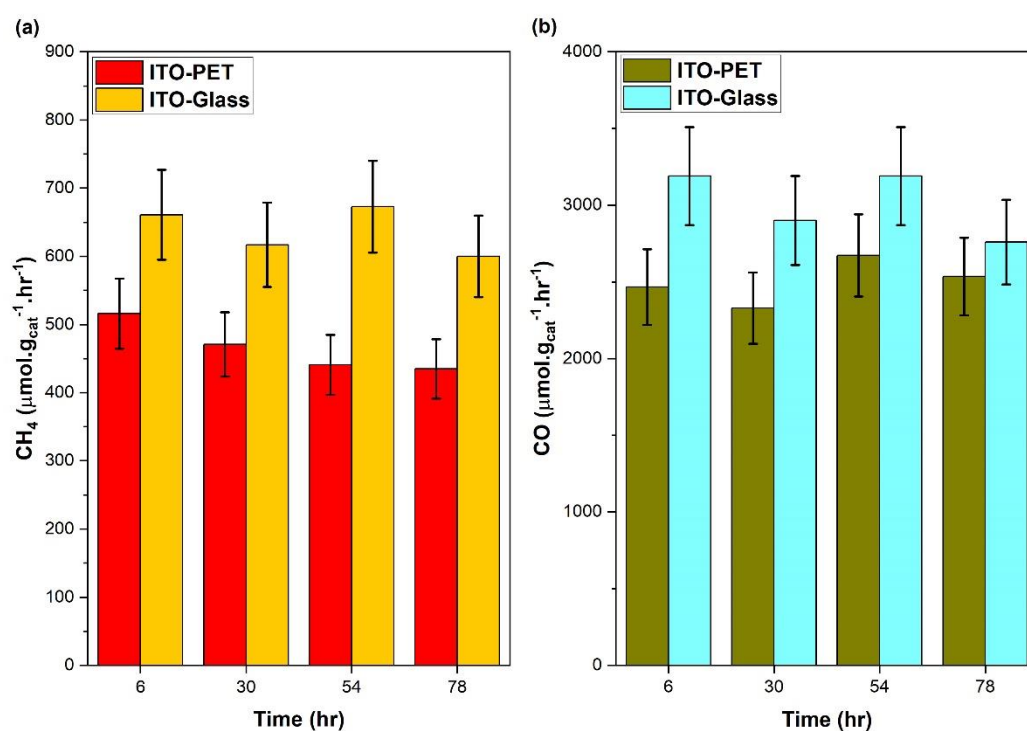 (a)
900
800
700
600
500
400
300
200
100
0
CH₄ (μmol.g_cat⁻¹.hr⁻¹)
ITO-PET
ITO-Glass
6 30 54 78
Time (hr)
(b)
4000
3000
2000
1000
0
CO (μmol.g_cat⁻¹.hr⁻¹)
ITO-PET
ITO-Glass
6 30 54 78
Time (hr)